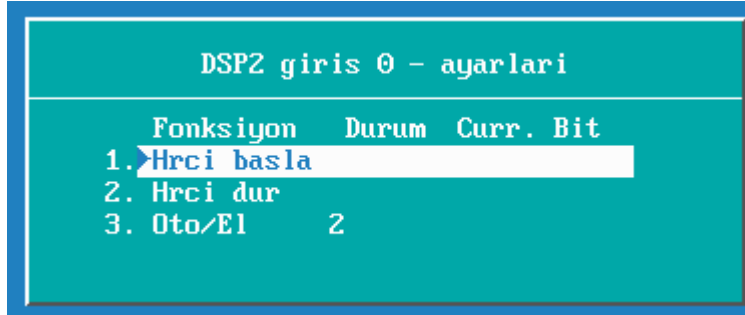 DSP2 giris 0 - ayarlari
Fonksiyon Durum Curr. Bit
1. Hrci basla
2. Hrci dur
3. Oto/El 2